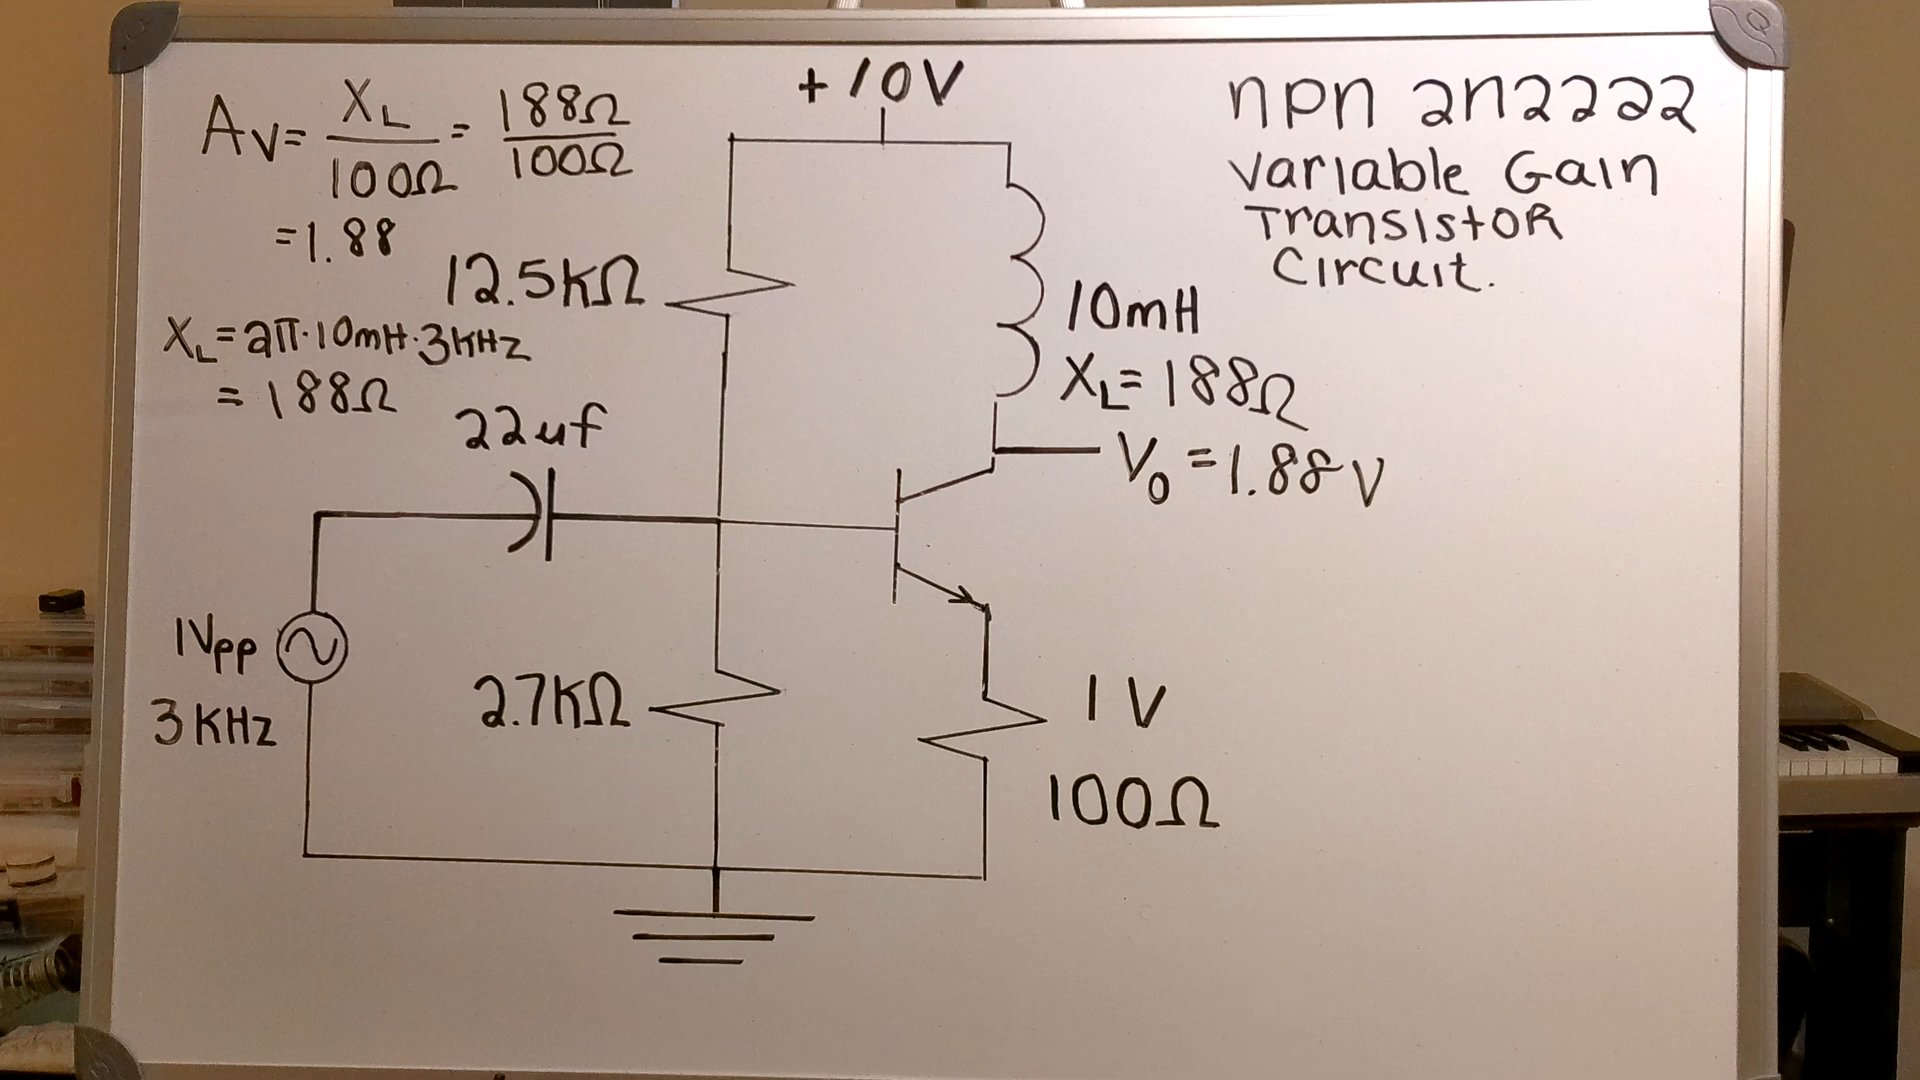 +10V
npn 2n2222
Variable Gain
Transistor
Circuit.
Av= XL/100Ω = 188Ω/100Ω
=1.88
12.5kΩ
XL=2π·10mH·3KHz
= 188Ω
10mH
XL=188Ω
22uf
Vo=1.88V
1Vpp
3KHz
2.7KΩ
1V
100Ω